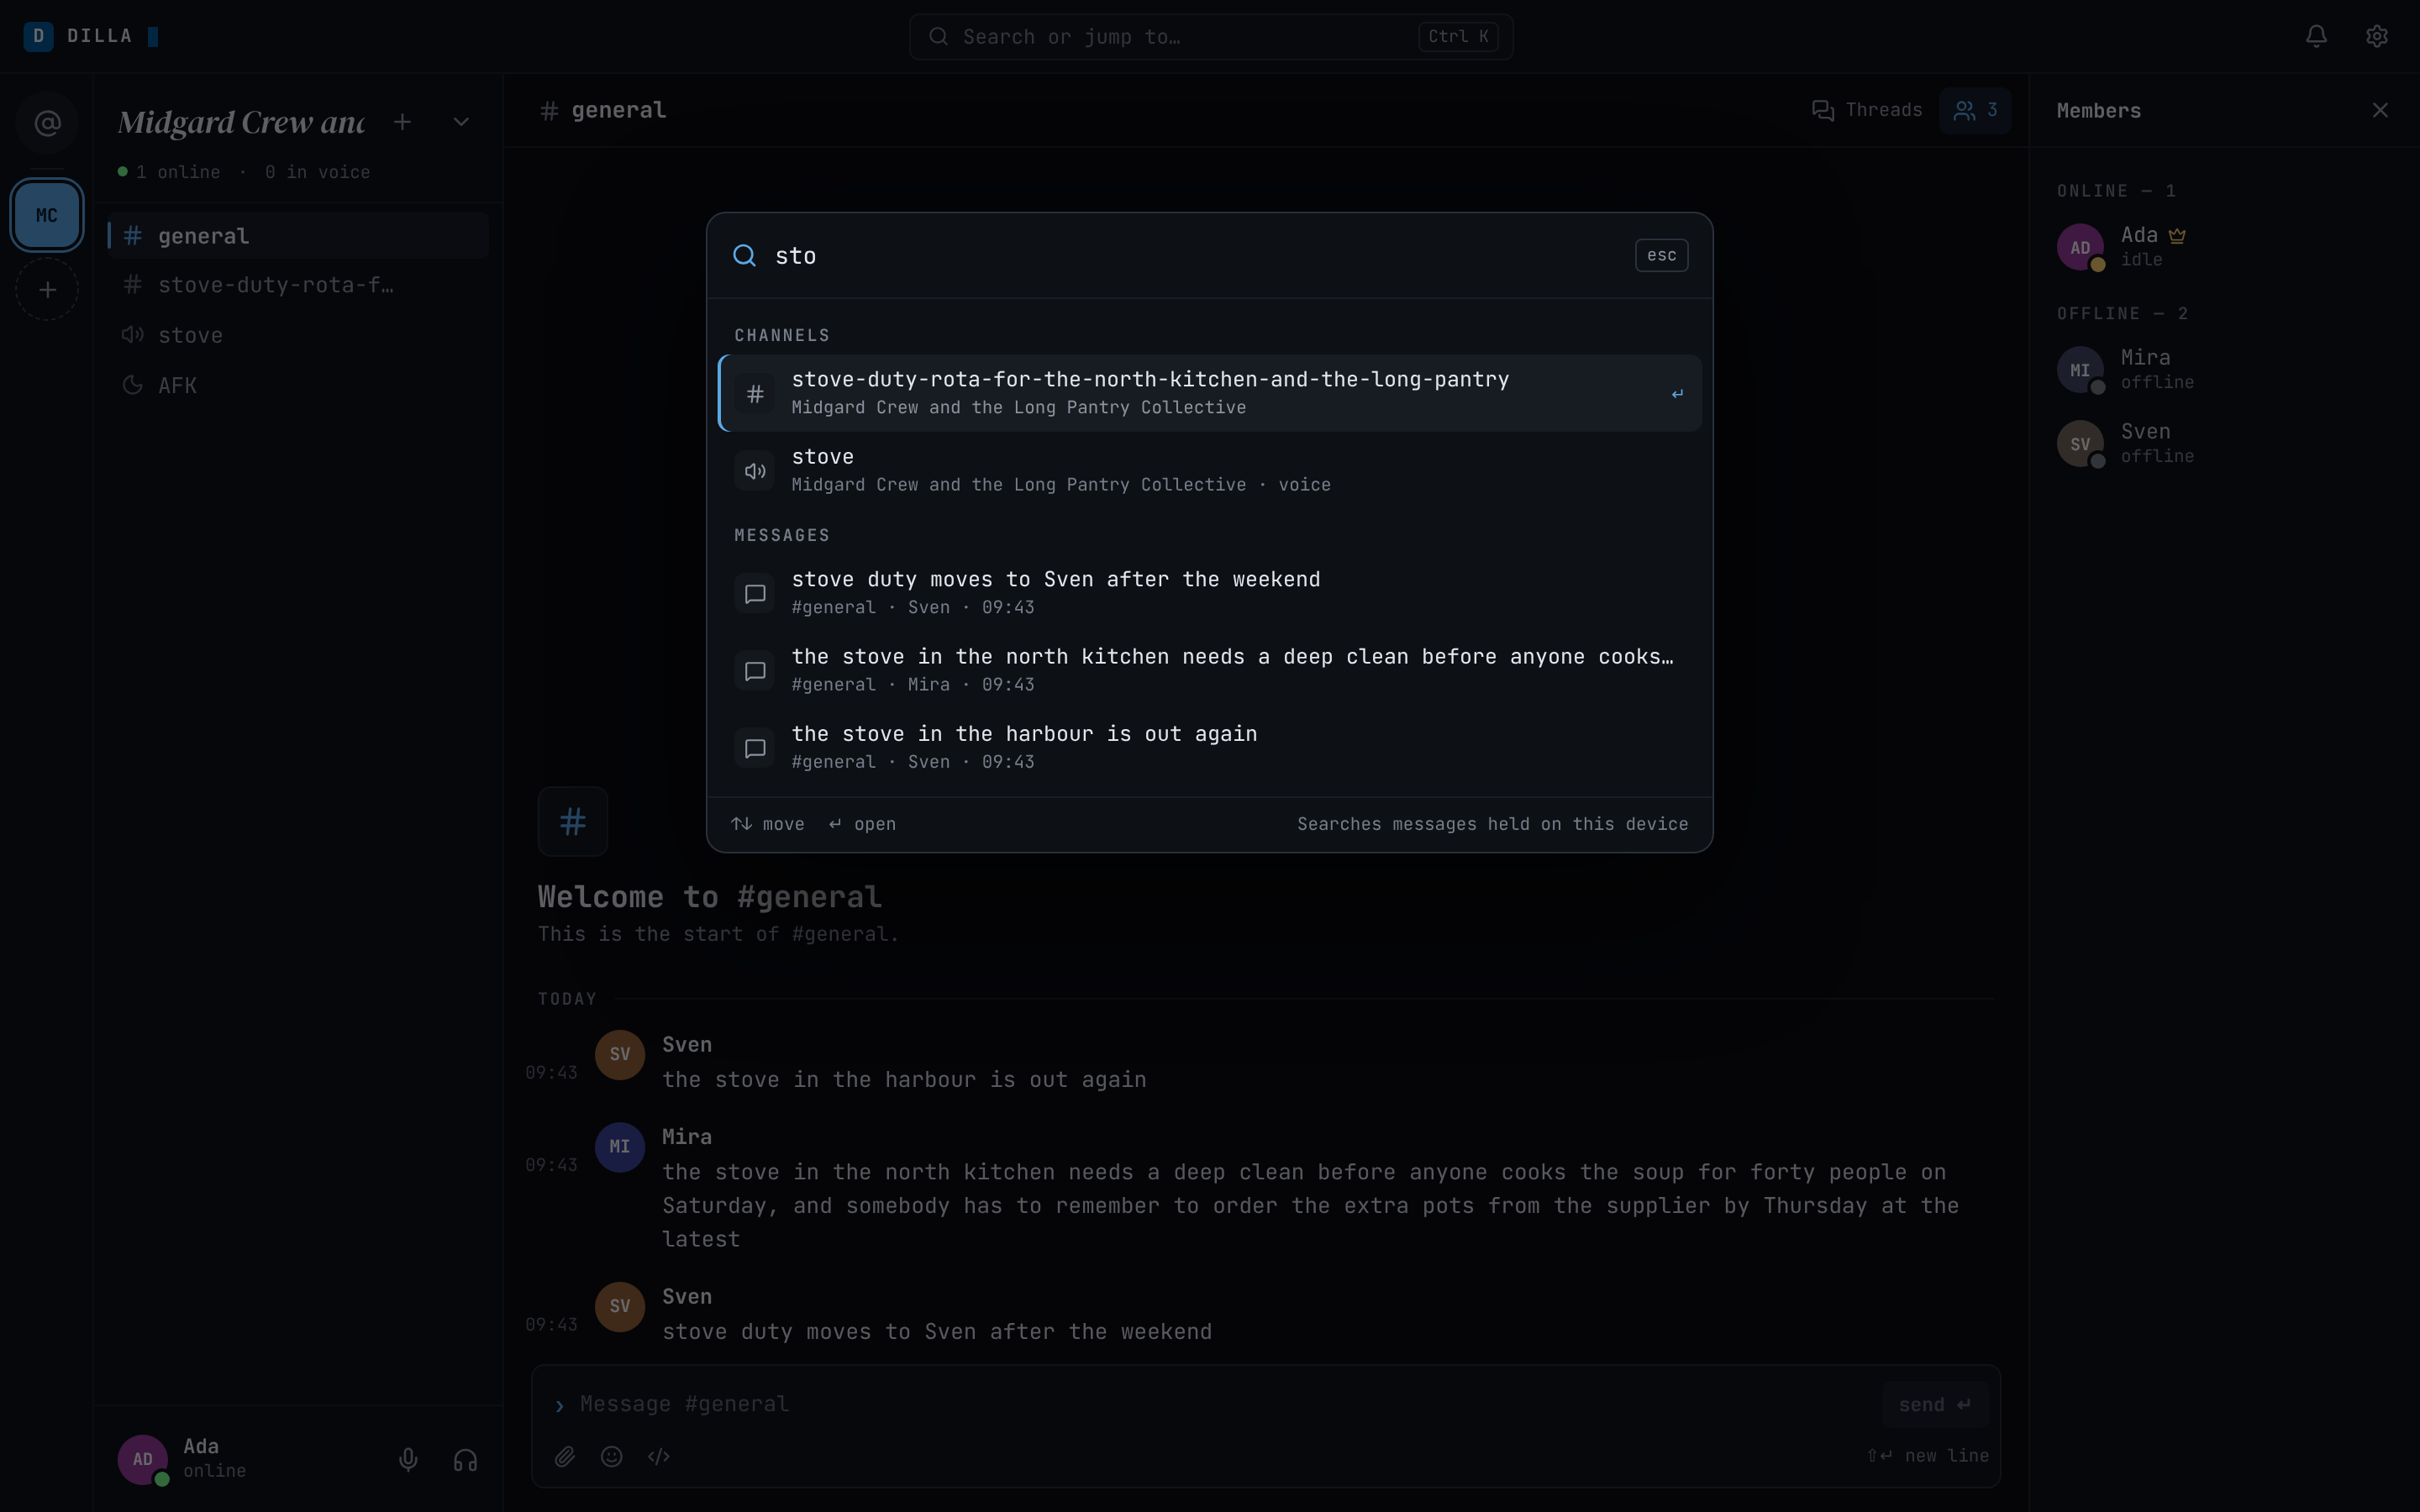 D DILLA
Search or jump to…
Ctrl K
@
Midgard Crew and
1 online · 0 in voice
MC
# general
# stove-duty-rota-f…
stove
AFK
# general
Threads
3
Members
ONLINE — 1
AD
Ada
idle
OFFLINE — 2
MI
Mira
offline
SV
Sven
offline
sto
esc
CHANNELS
# stove-duty-rota-for-the-north-kitchen-and-the-long-pantry ↵
Midgard Crew and the Long Pantry Collective
stove
Midgard Crew and the Long Pantry Collective · voice
MESSAGES
stove duty moves to Sven after the weekend
#general · Sven · 09:43
the stove in the north kitchen needs a deep clean before anyone cooks…
#general · Mira · 09:43
the stove in the harbour is out again
#general · Sven · 09:43
↑↓ move ↵ open
Searches messages held on this device
#
Welcome to #general
This is the start of #general.
TODAY
SV
Sven
09:43
the stove in the harbour is out again
MI
Mira
09:43
the stove in the north kitchen needs a deep clean before anyone cooks the soup for forty people on
Saturday, and somebody has to remember to order the extra pots from the supplier by Thursday at the
latest
SV
Sven
09:43
stove duty moves to Sven after the weekend
› Message #general
send ↵
⇧↵ new line
AD
Ada
online